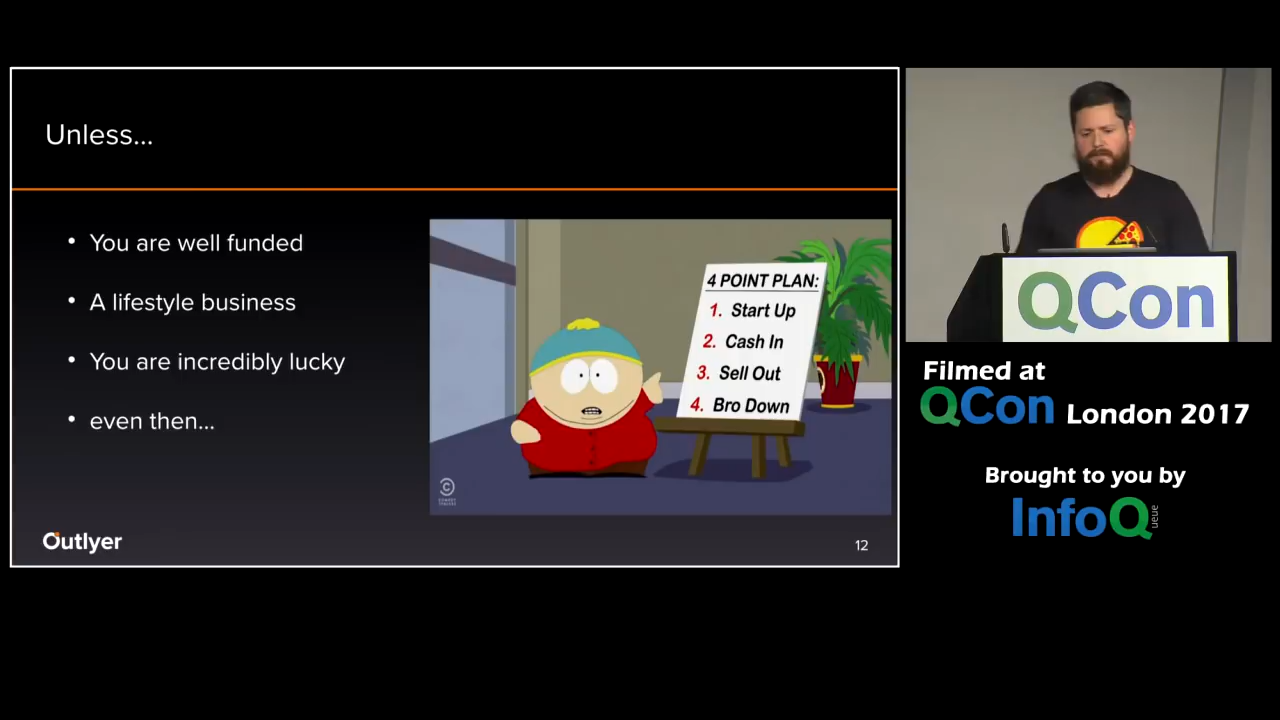 Unless...
• You are well funded
• A lifestyle business
• You are incredibly lucky
• even then...
4 POINT PLAN:
1. Start Up
2. Cash In
3. Sell Out
4. Bro Down
Outlyer
12
QCon
Filmed at
QCon London 2017
Brought to you by
InfoQ
queue